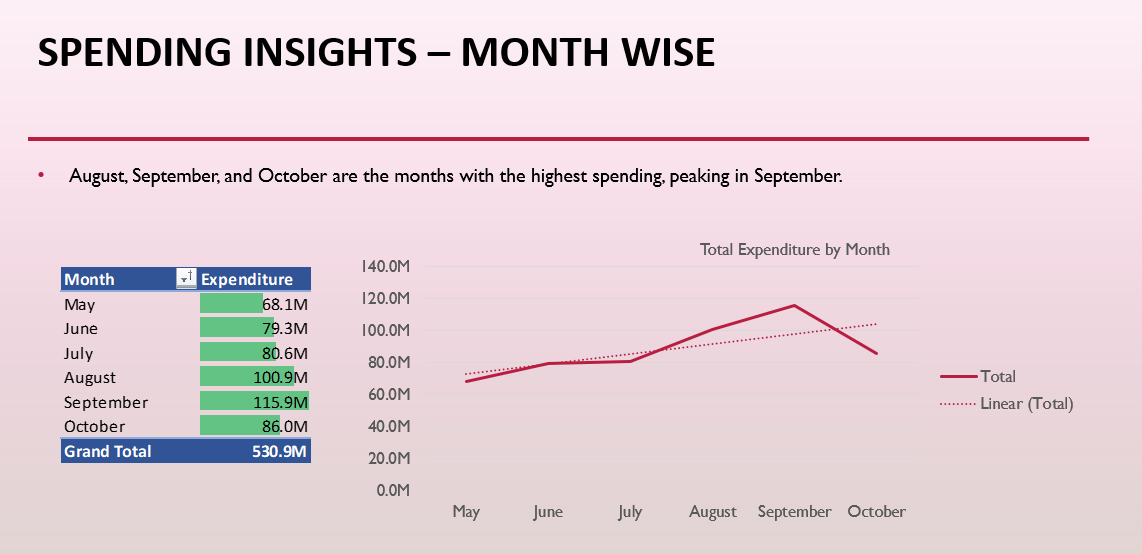 SPENDING INSIGHTS – MONTH WISE
• August, September, and October are the months with the highest spending, peaking in September.
Month Expenditure
May 68.1M
June 79.3M
July 80.6M
August 100.9M
September 115.9M
October 86.0M
Grand Total 530.9M
Total Expenditure by Month
140.0M
120.0M
100.0M
80.0M
60.0M
40.0M
20.0M
0.0M
May June July August September October
Total
Linear (Total)